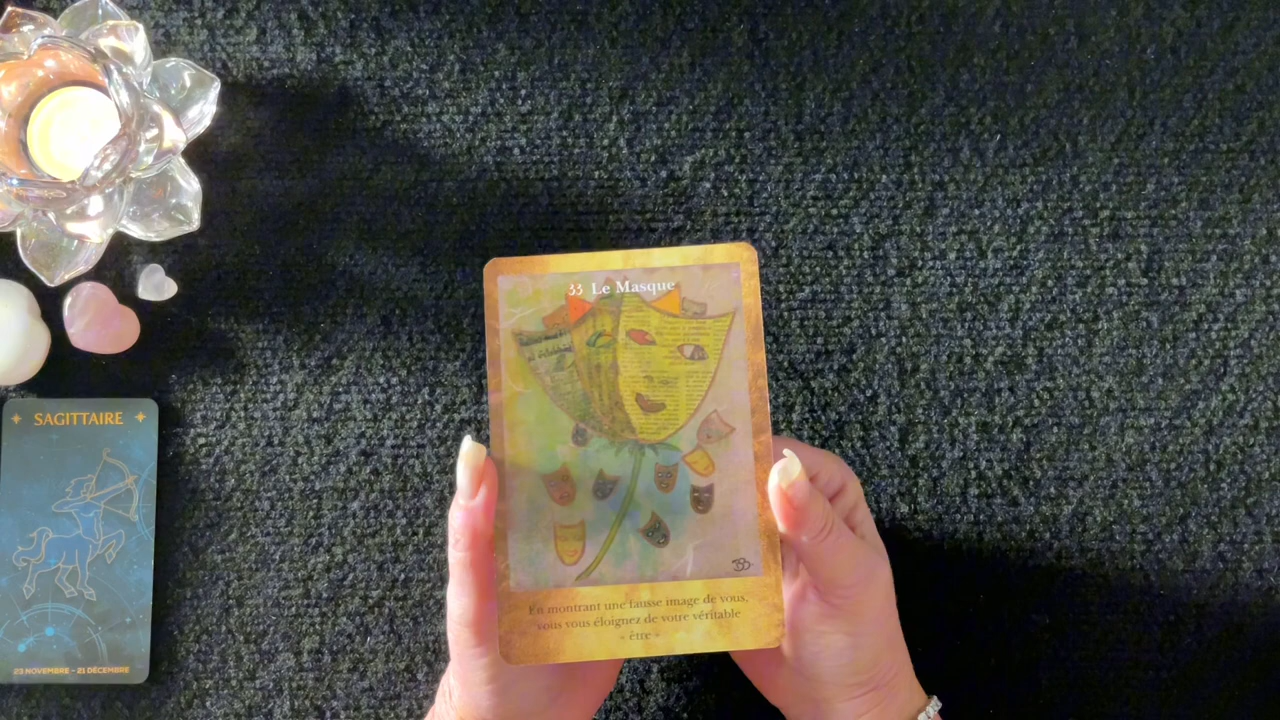 33 Le Masque
En montrant une fausse image de vous,
vous vous éloignez de votre véritable
« être »
SAGITTAIRE
23 NOVEMBRE – 21 DÉCEMBRE